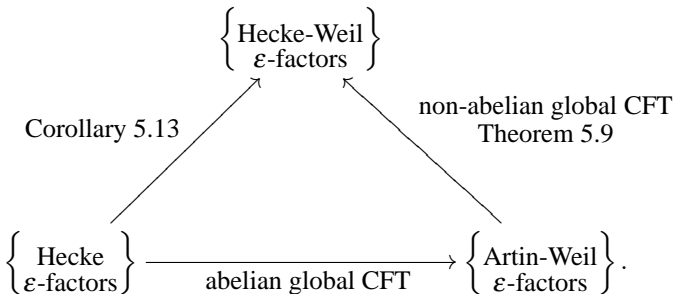 {Hecke-Weil
ε-factors}
Corollary 5.13
non-abelian global CFT
Theorem 5.9
{Hecke
ε-factors}
abelian global CFT
{Artin-Weil
ε-factors}.